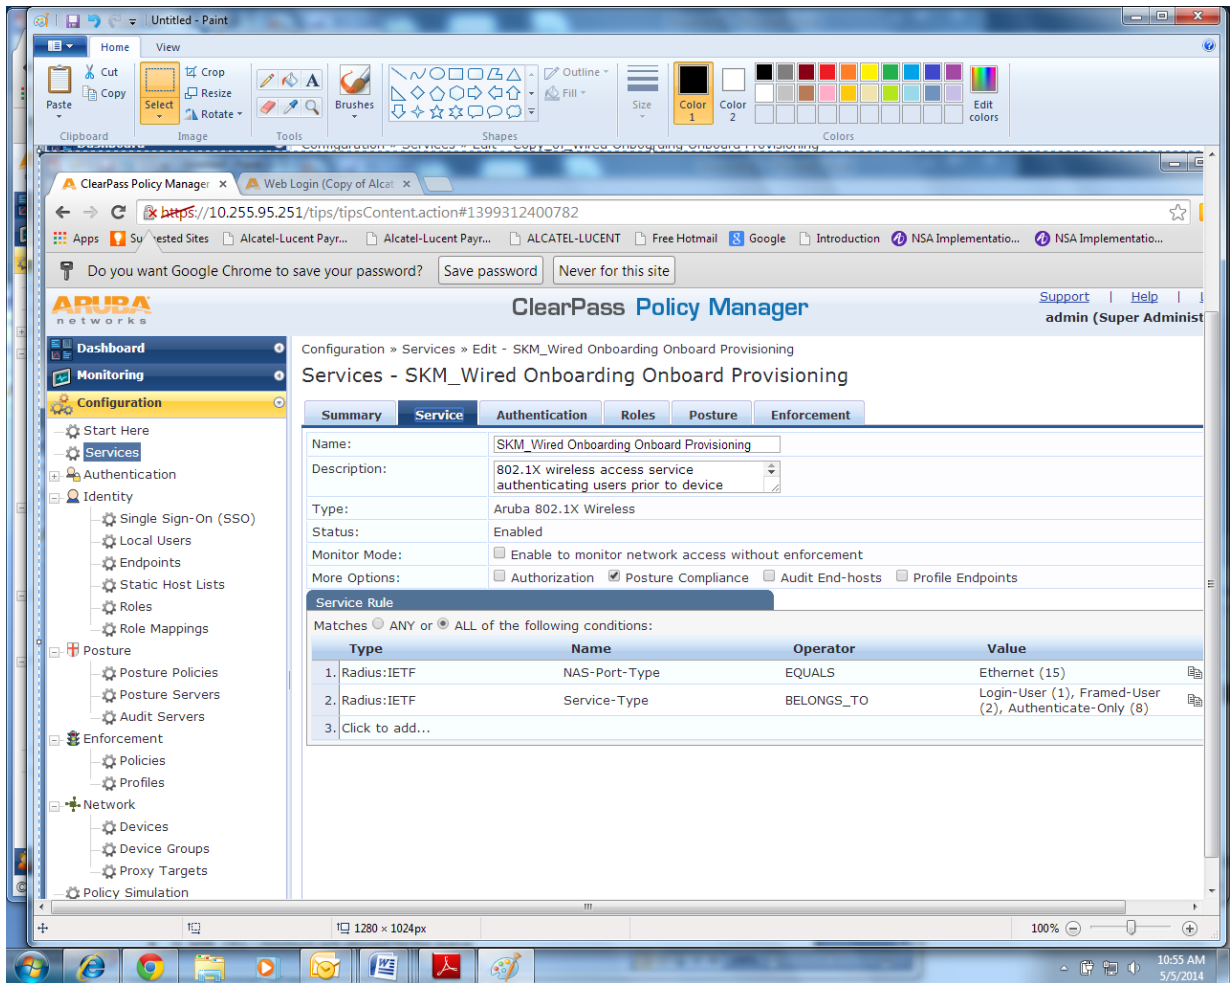 Untitled - Paint
Home View
Cut
Copy
Paste
Select
Crop
Resize
Rotate
Brushes
A
Outline
Fill
Size
Color 1
Color 2
Edit colors
Clipboard Image Tools Shapes Colors
Dashboard Configuration » Services » Edit - Copy_of_Wired Onboarding Onboard Provisioning
ClearPass Policy Manager × Web Login (Copy of Alcat ×
https://10.255.95.251/tips/tipsContent.action#1399312400782
Apps Suggested Sites Alcatel-Lucent Payr... Alcatel-Lucent Payr... ALCATEL-LUCENT Free Hotmail Google Introduction NSA Implementatio... NSA Implementatio...
Do you want Google Chrome to save your password? Save password Never for this site
ARUBA networks
ClearPass Policy Manager
Support | Help |
admin (Super Administ
Dashboard
Monitoring
Configuration
Start Here
Services
Authentication
Identity
Single Sign-On (SSO)
Local Users
Endpoints
Static Host Lists
Roles
Role Mappings
Posture
Posture Policies
Posture Servers
Audit Servers
Enforcement
Policies
Profiles
Network
Devices
Device Groups
Proxy Targets
Policy Simulation
Configuration » Services » Edit - SKM_Wired Onboarding Onboard Provisioning
Services - SKM_Wired Onboarding Onboard Provisioning
Summary Service Authentication Roles Posture Enforcement
Name: SKM_Wired Onboarding Onboard Provisioning
Description: 802.1X wireless access service
authenticating users prior to device
Type: Aruba 802.1X Wireless
Status: Enabled
Monitor Mode: Enable to monitor network access without enforcement
More Options: Authorization Posture Compliance Audit End-hosts Profile Endpoints
Service Rule
Matches ANY or ALL of the following conditions:
Type Name Operator Value
1. Radius:IETF NAS-Port-Type EQUALS Ethernet (15)
2. Radius:IETF Service-Type BELONGS_TO Login-User (1), Framed-User
(2), Authenticate-Only (8)
3. Click to add...
1280 × 1024px
100%
10:55 AM
5/5/2014